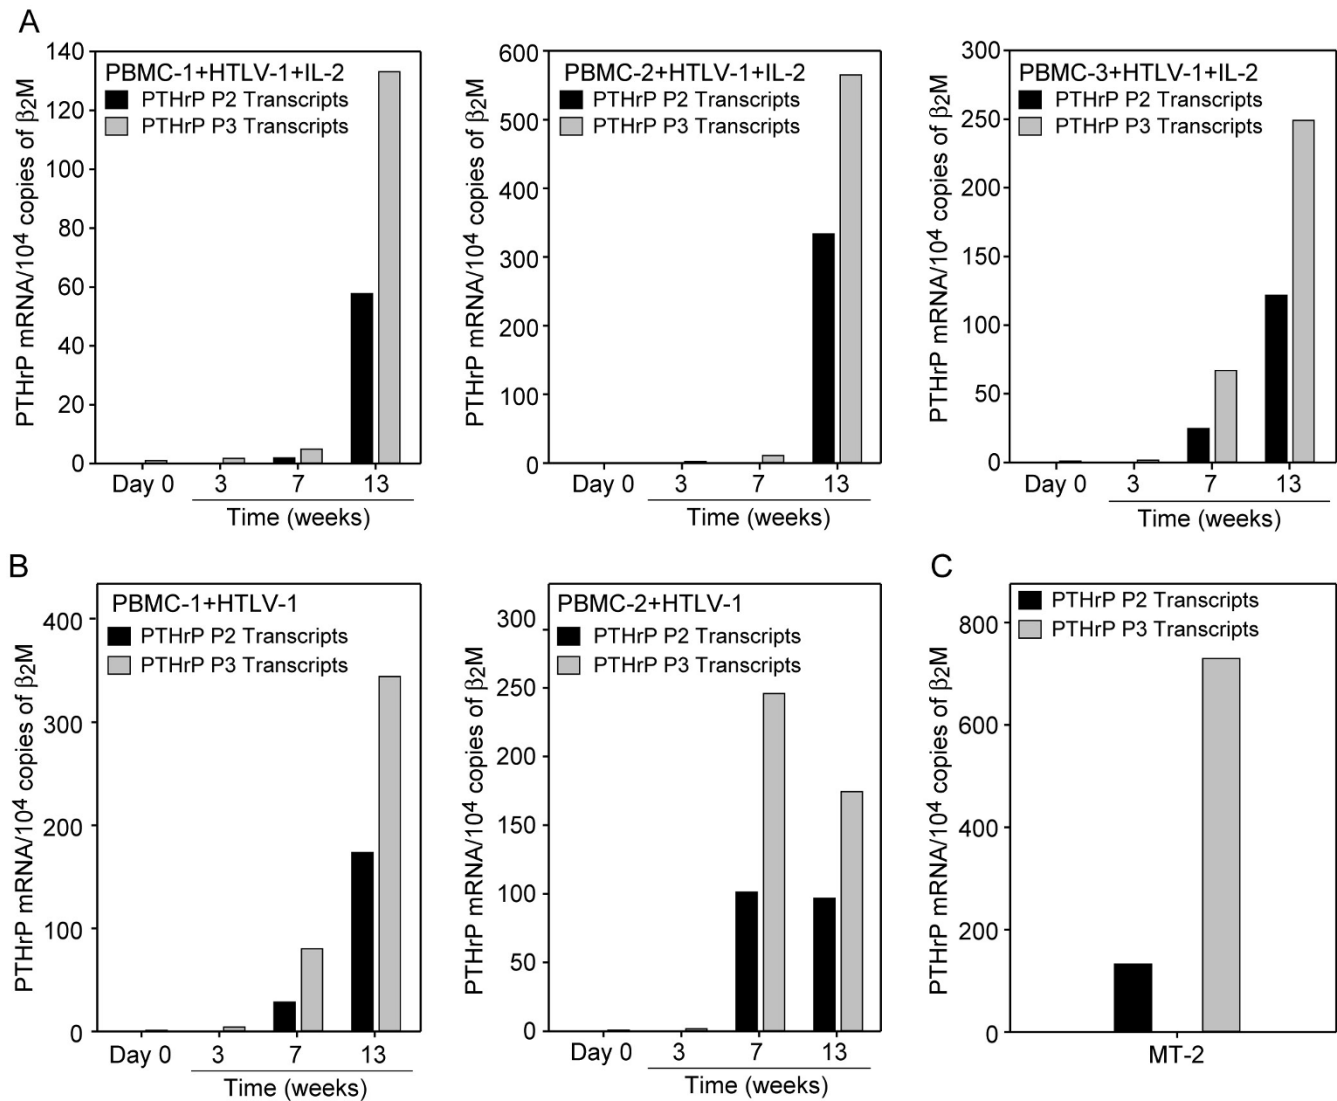 A
PTHrP mRNA/10⁴ copies of β₂M
140
120
100
80
60
40
20
0
PBMC-1+HTLV-1+IL-2
PTHrP P2 Transcripts
PTHrP P3 Transcripts
Day 0 3 7 13
Time (weeks)
PTHrP mRNA/10⁴ copies of β₂M
600
500
400
300
200
100
0
PBMC-2+HTLV-1+IL-2
PTHrP P2 Transcripts
PTHrP P3 Transcripts
Day 0 3 7 13
Time (weeks)
PTHrP mRNA/10⁴ copies of β₂M
300
250
200
150
100
50
0
PBMC-3+HTLV-1+IL-2
PTHrP P2 Transcripts
PTHrP P3 Transcripts
Day 0 3 7 13
Time (weeks)
B
PTHrP mRNA/10⁴ copies of β₂M
400
300
200
100
0
PBMC-1+HTLV-1
PTHrP P2 Transcripts
PTHrP P3 Transcripts
Day 0 3 7 13
Time (weeks)
PTHrP mRNA/10⁴ copies of β₂M
300
250
200
150
100
50
0
PBMC-2+HTLV-1
PTHrP P2 Transcripts
PTHrP P3 Transcripts
Day 0 3 7 13
Time (weeks)
C
PTHrP mRNA/10⁴ copies of β₂M
800
600
400
200
0
PTHrP P2 Transcripts
PTHrP P3 Transcripts
MT-2